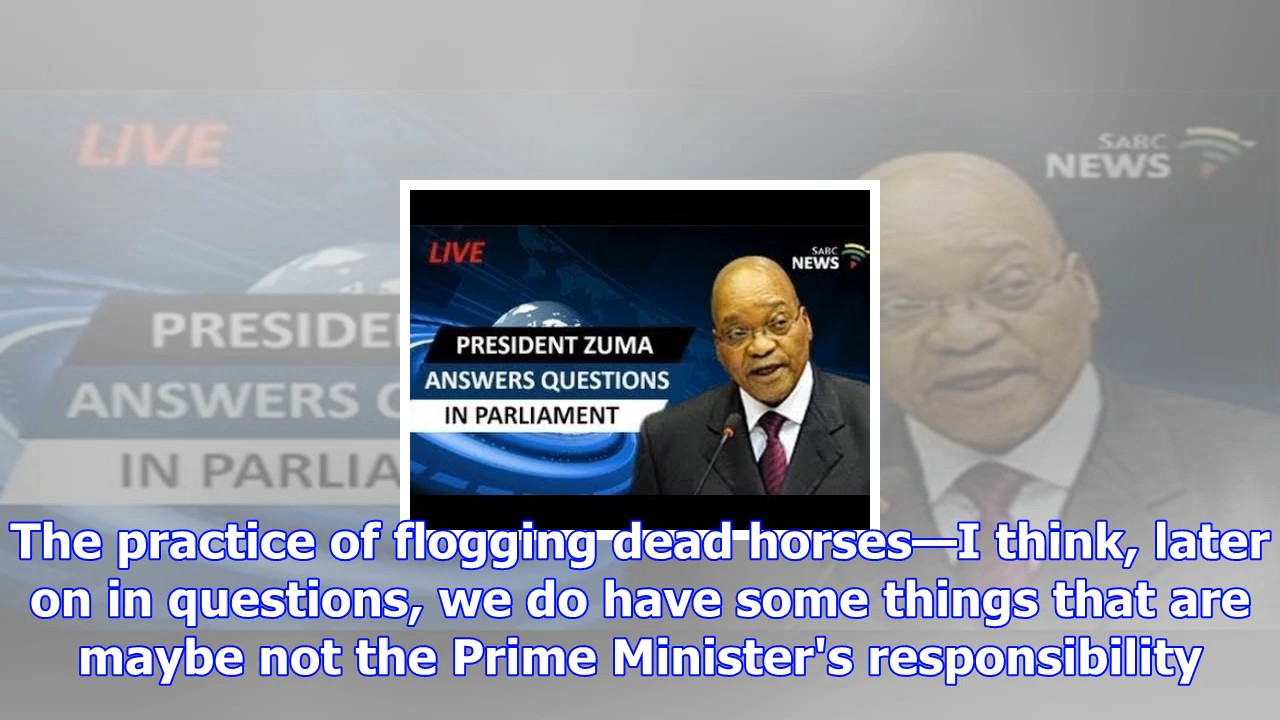 LIVE
SABC
NEWS
PRESIDEN
ANSWERS Q
IN PARLIA
LIVE
SABC
NEWS
PRESIDENT ZUMA
ANSWERS QUESTIONS
IN PARLIAMENT
The practice of flogging dead horses—I think, later
on in questions, we do have some things that are
maybe not the Prime Minister's responsibility